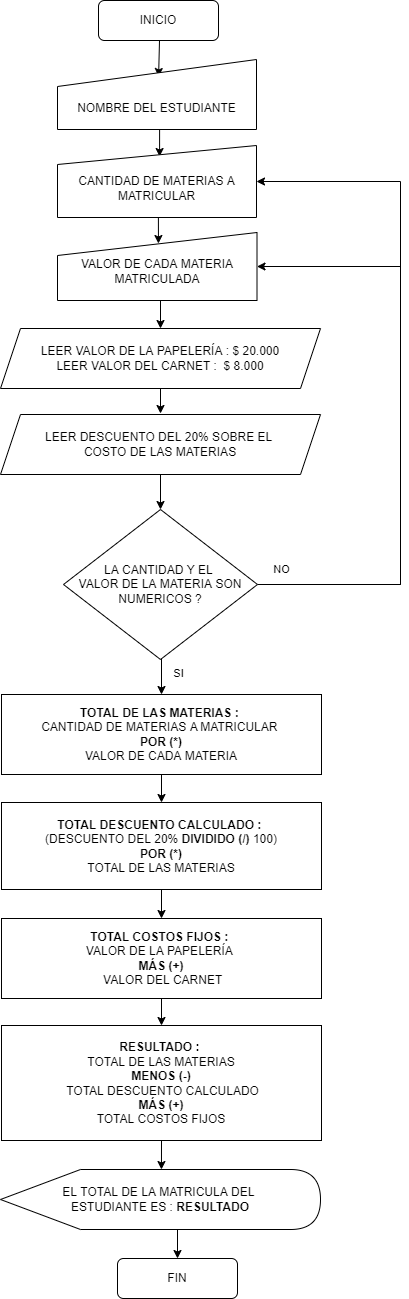 INICIO
NOMBRE DEL ESTUDIANTE
CANTIDAD DE MATERIAS A
MATRICULAR
VALOR DE CADA MATERIA
MATRICULADA
LEER VALOR DE LA PAPELERÍA : $ 20.000
LEER VALOR DEL CARNET : $ 8.000
LEER DESCUENTO DEL 20% SOBRE EL
COSTO DE LAS MATERIAS
LA CANTIDAD Y EL
VALOR DE LA MATERIA SON
NUMERICOS ?
NO
SI
TOTAL DE LAS MATERIAS :
CANTIDAD DE MATERIAS A MATRICULAR
POR (*)
VALOR DE CADA MATERIA
TOTAL DESCUENTO CALCULADO :
(DESCUENTO DEL 20% DIVIDIDO (/) 100)
POR (*)
TOTAL DE LAS MATERIAS
TOTAL COSTOS FIJOS :
VALOR DE LA PAPELERÍA
MÁS (+)
VALOR DEL CARNET
RESULTADO :
TOTAL DE LAS MATERIAS
MENOS (-)
TOTAL DESCUENTO CALCULADO
MÁS (+)
TOTAL COSTOS FIJOS
EL TOTAL DE LA MATRICULA DEL
ESTUDIANTE ES : RESULTADO
FIN